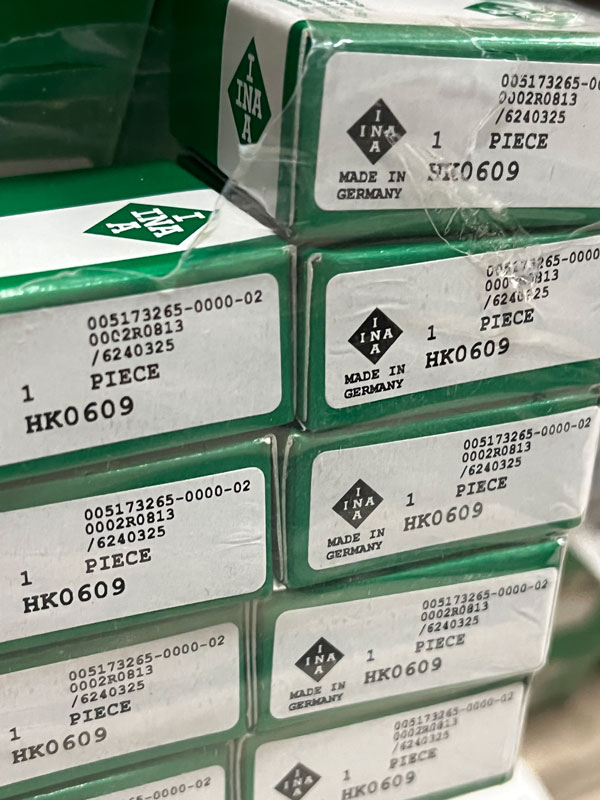 I
INA
A
005173265-0
0002R0813
/6240325
I
INA
A
1 PIECE
MADE IN
GERMANY
HK0609
I
INA
A
005173265-0000-02
0002R0813
/6240325
1 PIECE
HK0609
005173265-0000
0002R0813
/6240325
I
INA
A
1 PIECE
HK0609
MADE IN
GERMANY
005173265-0000-02
0002R0813
/6240325
1 PIECE
HK0609
005173265-0000-02
0002R0813
/6240325
I
INA
A
1 PIECE
HK0609
MADE IN
GERMANY
005173265-0000-02
0002R0813
/6240325
1 PIECE
HK0609
005173265-0000-02
0002R0813
/6240325
I
INA
A
1 PIECE
HK0609
MADE IN
GERMANY
-0000-02
005173265-0000-02
0002R0813
/6240325
I
INA
1 PIECE
HK0609